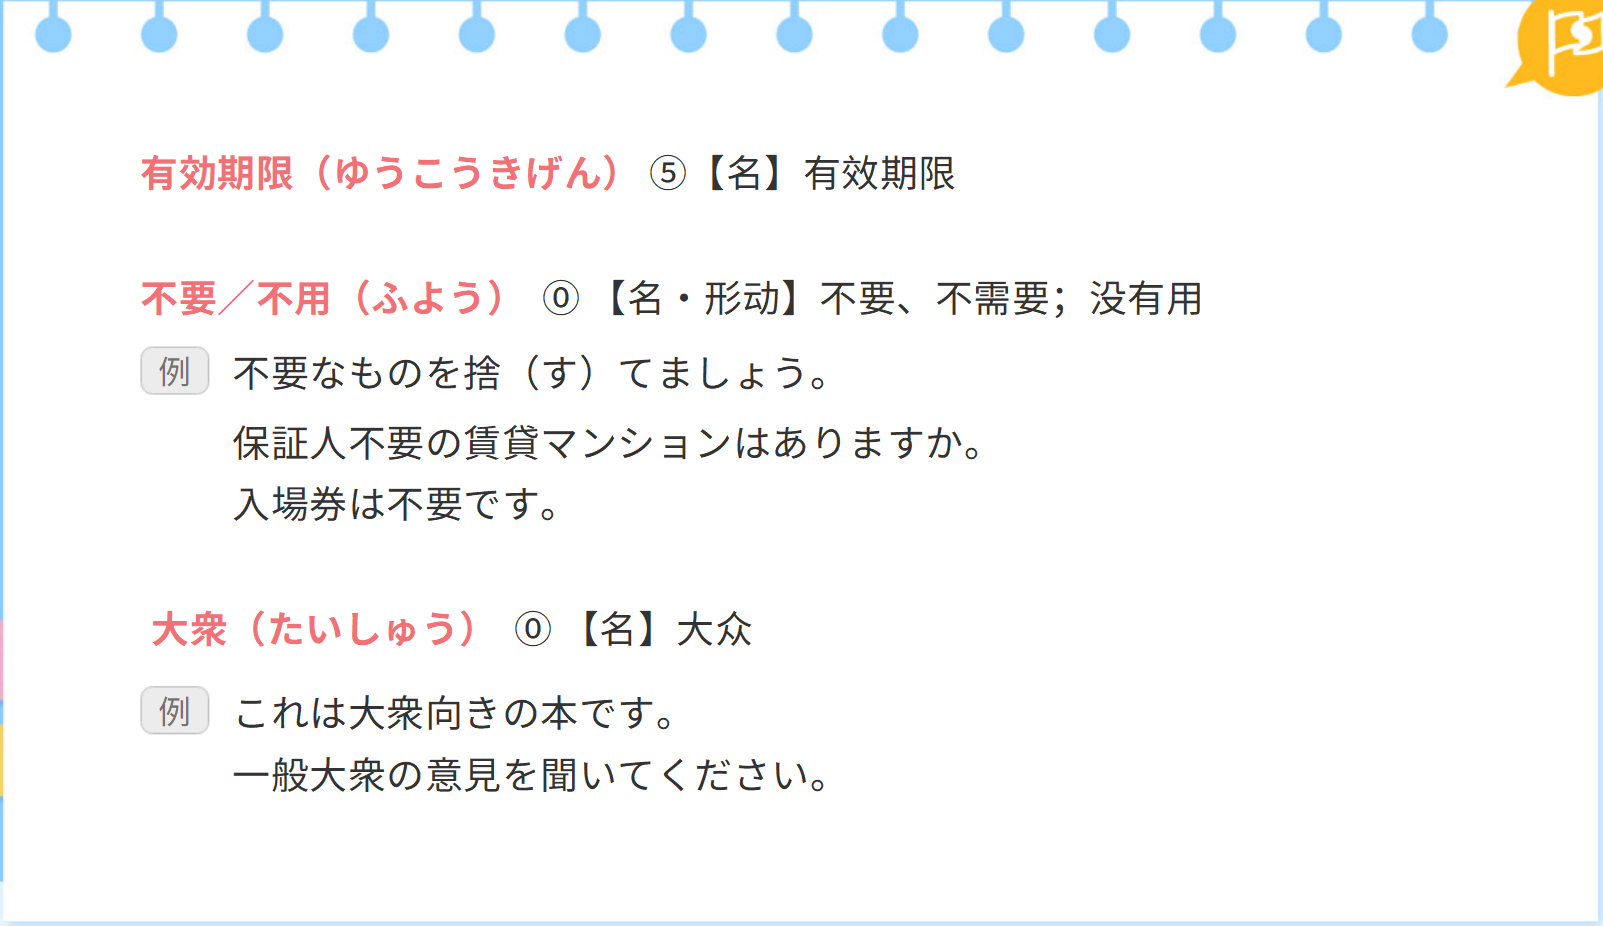 有効期限（ゆうこうきげん） ⑤【名】有效期限
不要／不用（ふよう） ⓪【名・形动】不要、不需要；没有用
例 不要なものを捨（す）てましょう。
保証人不要の賃貸マンションはありますか。
入場券は不要です。
大衆（たいしゅう） ⓪【名】大众
例 これは大衆向きの本です。
一般大衆の意見を聞いてください。